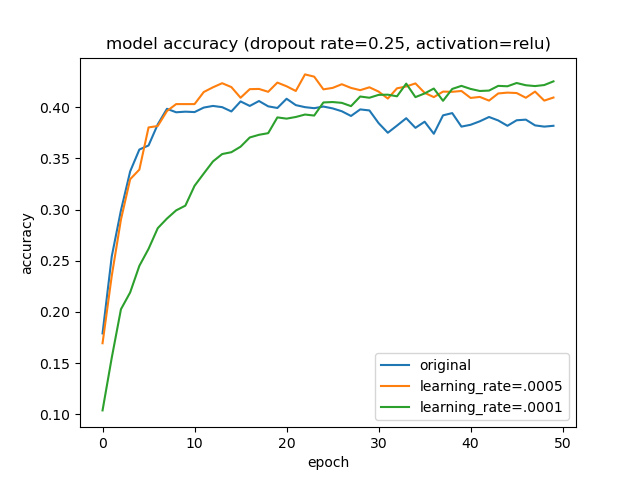 model accuracy (dropout rate=0.25, activation=relu)
accuracy
0.40
0.35
0.30
0.25
0.20
0.15
0.10
original
learning_rate=.0005
learning_rate=.0001
0
10
20
30
40
50
epoch